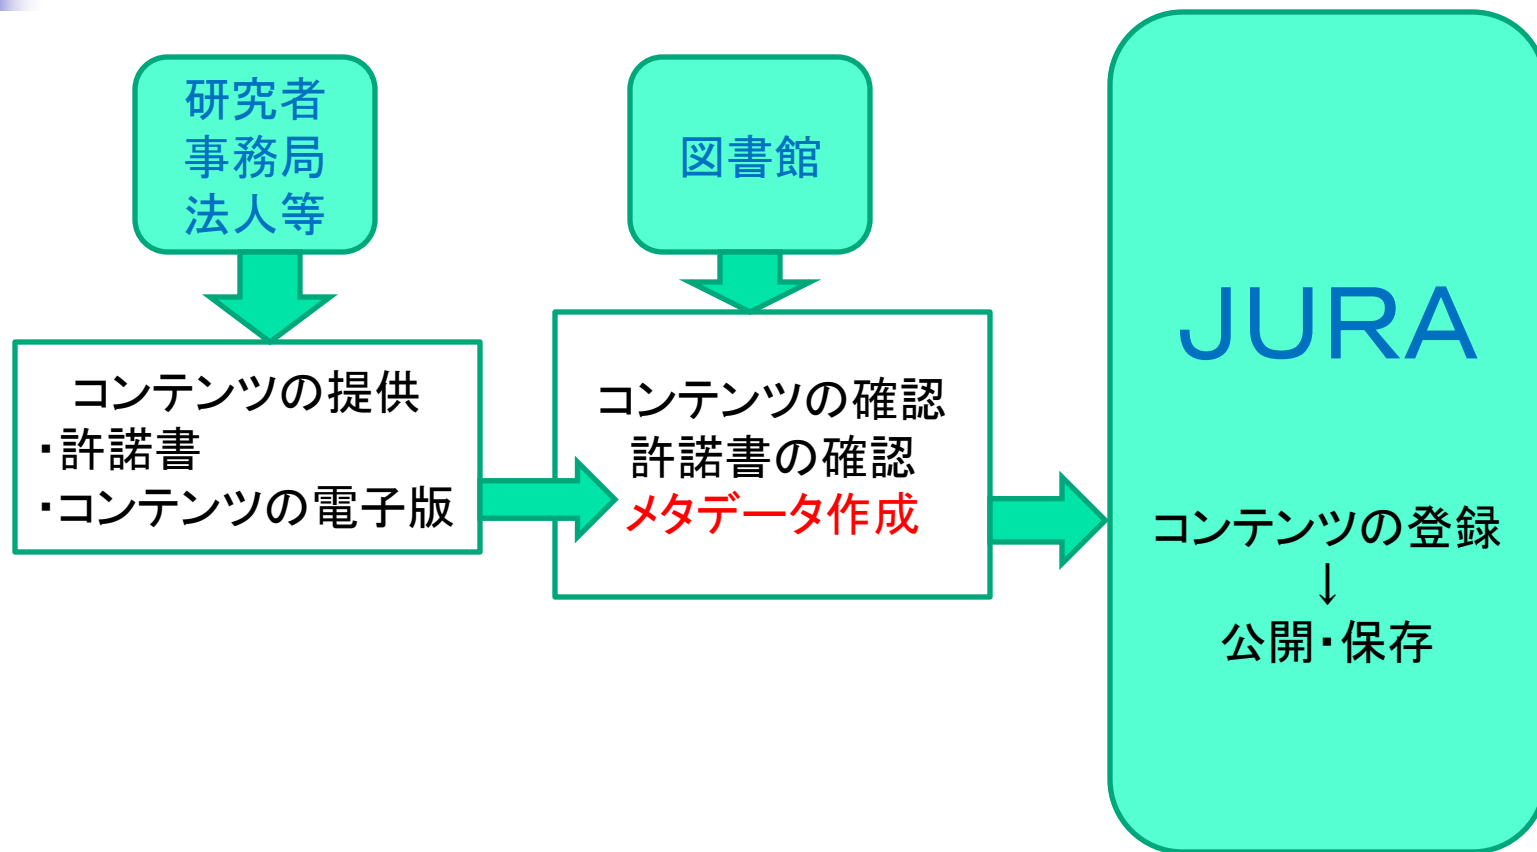 研究者
事務局
法人等
図書館
コンテンツの提供
・許諾書
・コンテンツの電子版
コンテンツの確認
許諾書の確認
メタデータ作成
JURA
コンテンツの登録
↓
公開・保存